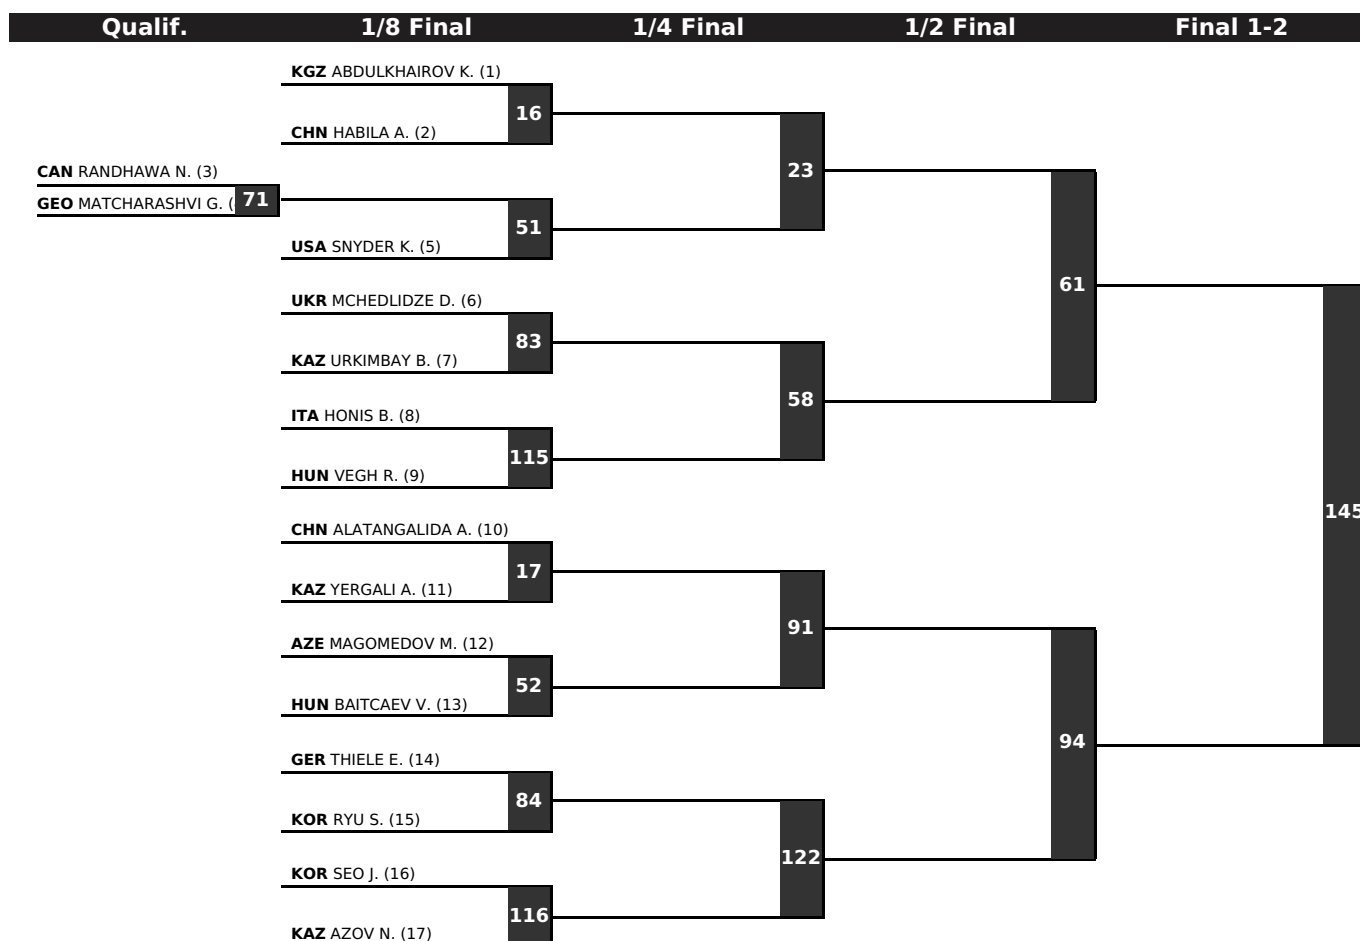 Qualif. 1/8 Final 1/4 Final 1/2 Final Final 1-2
KGZ ABDULKHAIROV K. (1)
16
CHN HABILA A. (2)
23
CAN RANDHAWA N. (3)
71
GEO MATCHARASHVI G. (
51
USA SNYDER K. (5)
61
UKR MCHEDLIDZE D. (6)
83
KAZ URKIMBAY B. (7)
58
ITA HONIS B. (8)
115
HUN VEGH R. (9)
145
CHN ALATANGALIDA A. (10)
17
KAZ YERGALI A. (11)
91
AZE MAGOMEDOV M. (12)
52
HUN BAITCAEV V. (13)
94
GER THIELE E. (14)
84
KOR RYU S. (15)
122
KOR SEO J. (16)
116
KAZ AZOV N. (17)